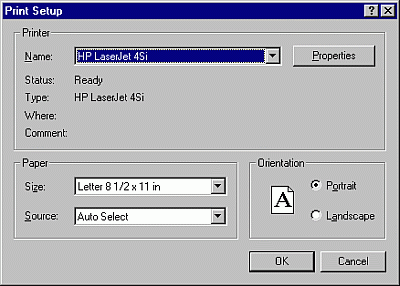 Print Setup
Printer
Name: HP LaserJet 4Si Properties
Status: Ready
Type: HP LaserJet 4Si
Where:
Comment:
Paper Orientation
Size: Letter 8 1/2 x 11 in Portrait
A
Source: Auto Select Landscape
OK Cancel